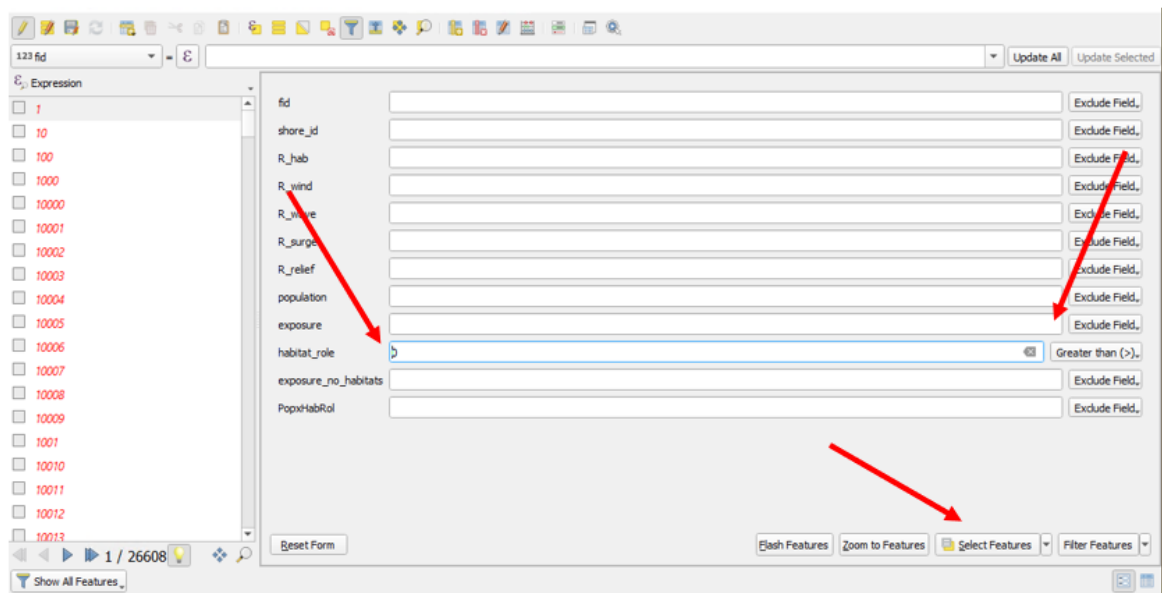 123 fid = ε Update All Update Selected
Expression
1
10
100
1000
10000
10001
10002
10003
10004
10005
10006
10007
10008
10009
1001
10010
10011
10012
10013
fid Exclude Field
shore_id Exclude Field
R_hab Exclude Field
R_wind Exclude Field
R_wave Exclude Field
R_surge Exclude Field
R_relief Exclude Field
population Exclude Field
exposure Exclude Field
habitat_role Greater than (>)
exposure_no_habitats Exclude Field
PopxHabRol Exclude Field
Reset Form Flash Features Zoom to Features Select Features Filter Features
1 / 26608
Show All Features